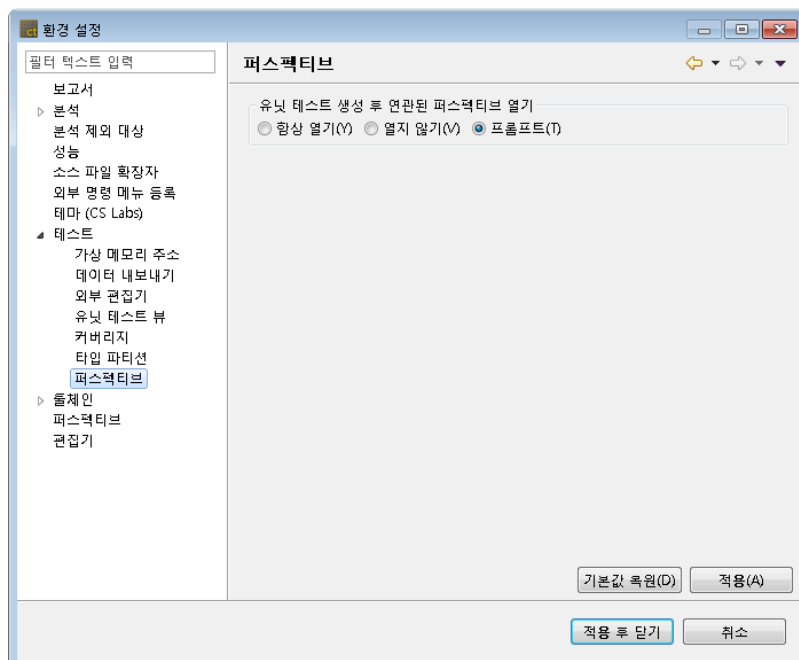 ct 환경 설정
필터 텍스트 입력
보고서
분석
분석 제외 대상
성능
소스 파일 확장자
외부 명령 메뉴 등록
테마 (CS Labs)
테스트
가상 메모리 주소
데이터 내보내기
외부 편집기
유닛 테스트 뷰
커버리지
타입 파티션
퍼스펙티브
툴체인
퍼스펙티브
편집기
퍼스펙티브
유닛 테스트 생성 후 연관된 퍼스펙티브 열기
항상 열기(Y) 열지 않기(V) 프롬프트(T)
기본값 복원(D) 적용(A)
적용 후 닫기 취소